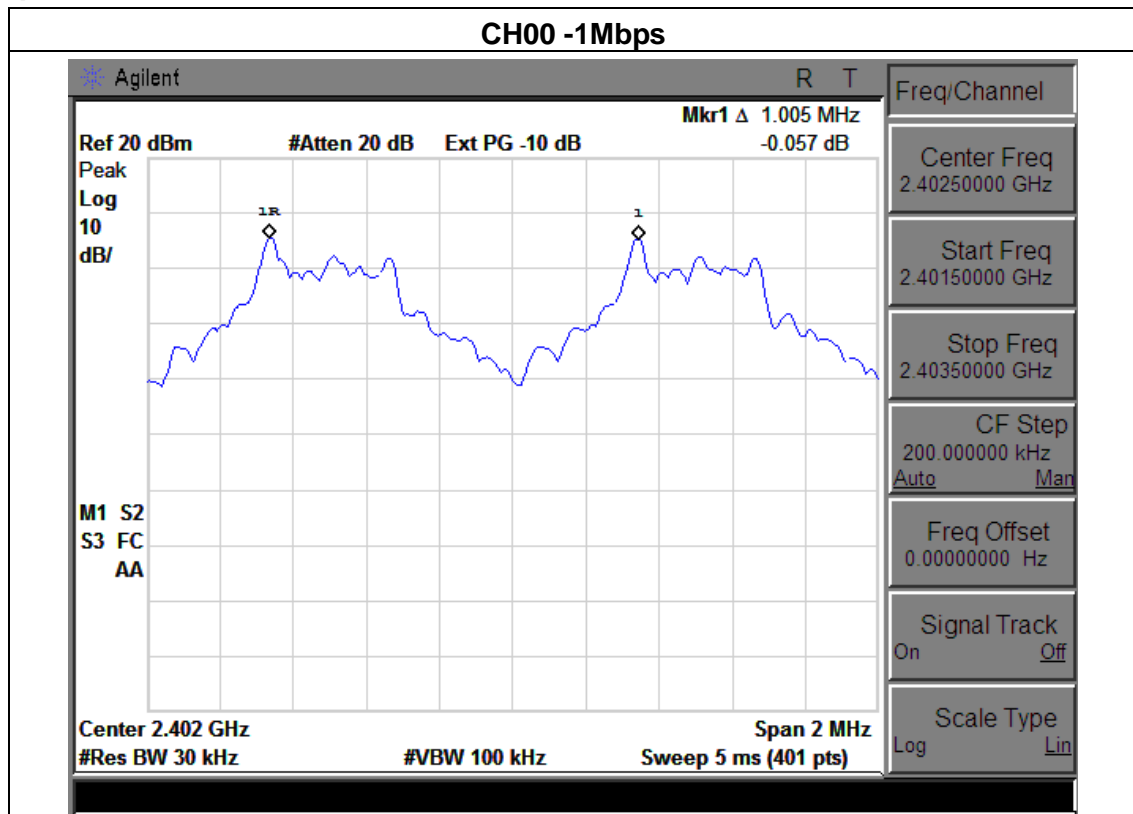 CH00 -1Mbps
Agilent R T
Mkr1 Δ 1.005 MHz
Ref 20 dBm #Atten 20 dB Ext PG -10 dB -0.057 dB
Peak
Log
10
dB/
1R
1
M1 S2
S3 FC
AA
Center 2.402 GHz Span 2 MHz
#Res BW 30 kHz #VBW 100 kHz Sweep 5 ms (401 pts)
Freq/Channel
Center Freq
2.40250000 GHz
Start Freq
2.40150000 GHz
Stop Freq
2.40350000 GHz
CF Step
200.000000 kHz
Auto Man
Freq Offset
0.00000000 Hz
Signal Track
On Off
Scale Type
Log Lin